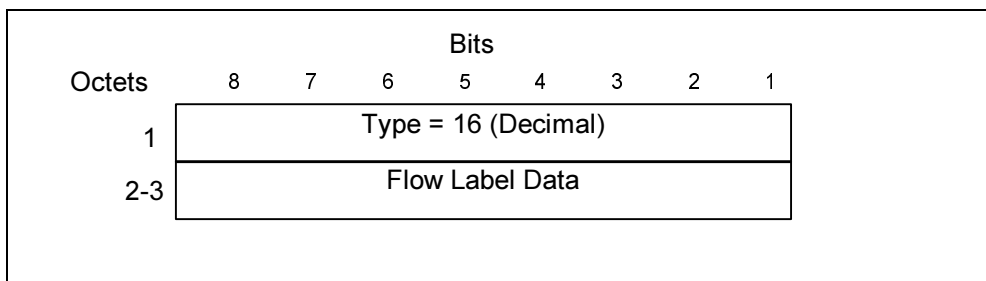 Bits
Octets 8 7 6 5 4 3 2 1
1 Type = 16 (Decimal)
2-3 Flow Label Data